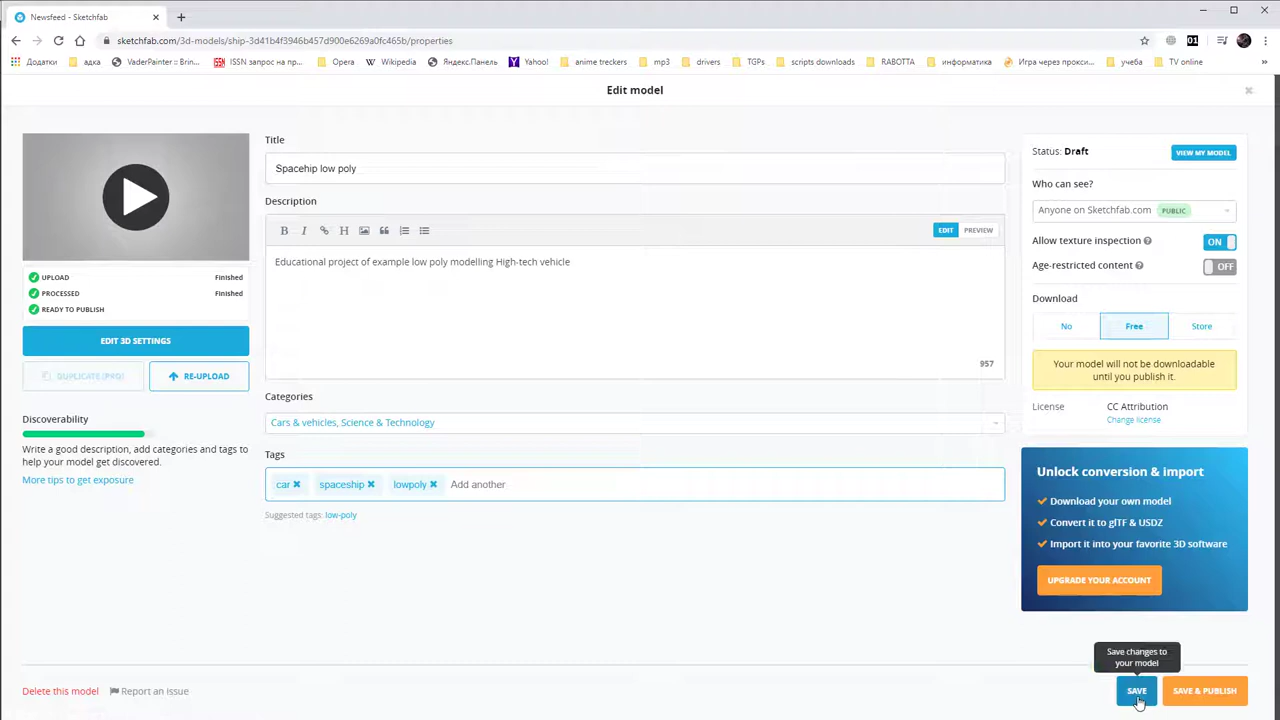 Newsfeed - Sketchfab
sketchfab.com/3d-models/ship-3d41b4f3946b457d900e6269a0fc465b/properties
01
Додатки
адка
VaderPainter :: Brin...
ISSN запрос на пр...
Opera
Wikipedia
Яндекс.Панель
Yahoo!
anime treckers
mp3
drivers
TGPs
scripts downloads
RABOTTA
информатика
Игра через прокси...
учеба
TV online
Edit model
Title
Spacehip low poly
Description
B I H
EDIT PREVIEW
Educational project of example low poly modelling High-tech vehicle
957
UPLOAD Finished
PROCESSED Finished
READY TO PUBLISH
EDIT 3D SETTINGS
DUPLICATE (PRO)
RE-UPLOAD
Discoverability
Write a good description, add categories and tags to
help your model get discovered.
More tips to get exposure
Categories
Cars & vehicles, Science & Technology
Tags
car spaceship lowpoly Add another
Suggested tags: low-poly
Status: Draft
VIEW MY MODEL
Who can see?
Anyone on Sketchfab.com PUBLIC
Allow texture inspection ON
Age-restricted content OFF
Download
No Free Store
Your model will not be downloadable
until you publish it.
License CC Attribution
Change license
Unlock conversion & import
Download your own model
Convert it to glTF & USDZ
Import it into your favorite 3D software
UPGRADE YOUR ACCOUNT
Save changes to
your model
Delete this model
Report an issue
SAVE
SAVE & PUBLISH